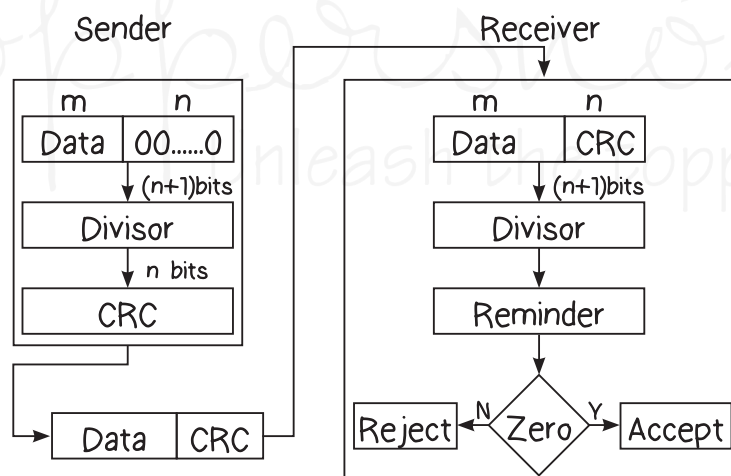 Sender
Receiver
m n
Data 00......0
(n+1)bits
Divisor
n bits
CRC
Data CRC
m n
Data CRC
(n+1)bits
Divisor
Reminder
N Zero Y
Reject Accept